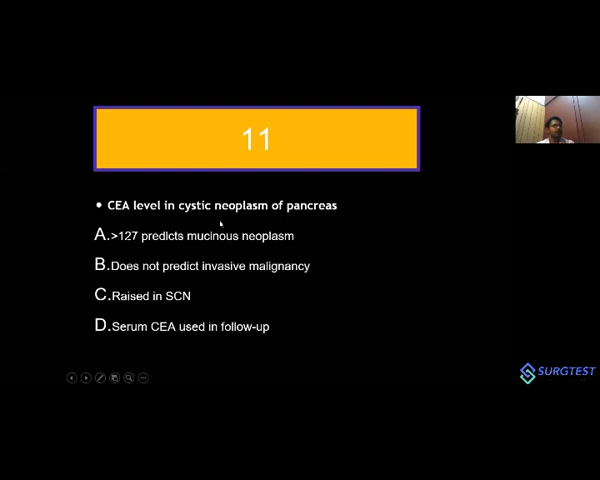 11
• CEA level in cystic neoplasm of pancreas
A.>127 predicts mucinous neoplasm
B.Does not predict invasive malignancy
C.Raised in SCN
D.Serum CEA used in follow-up
SURGTEST